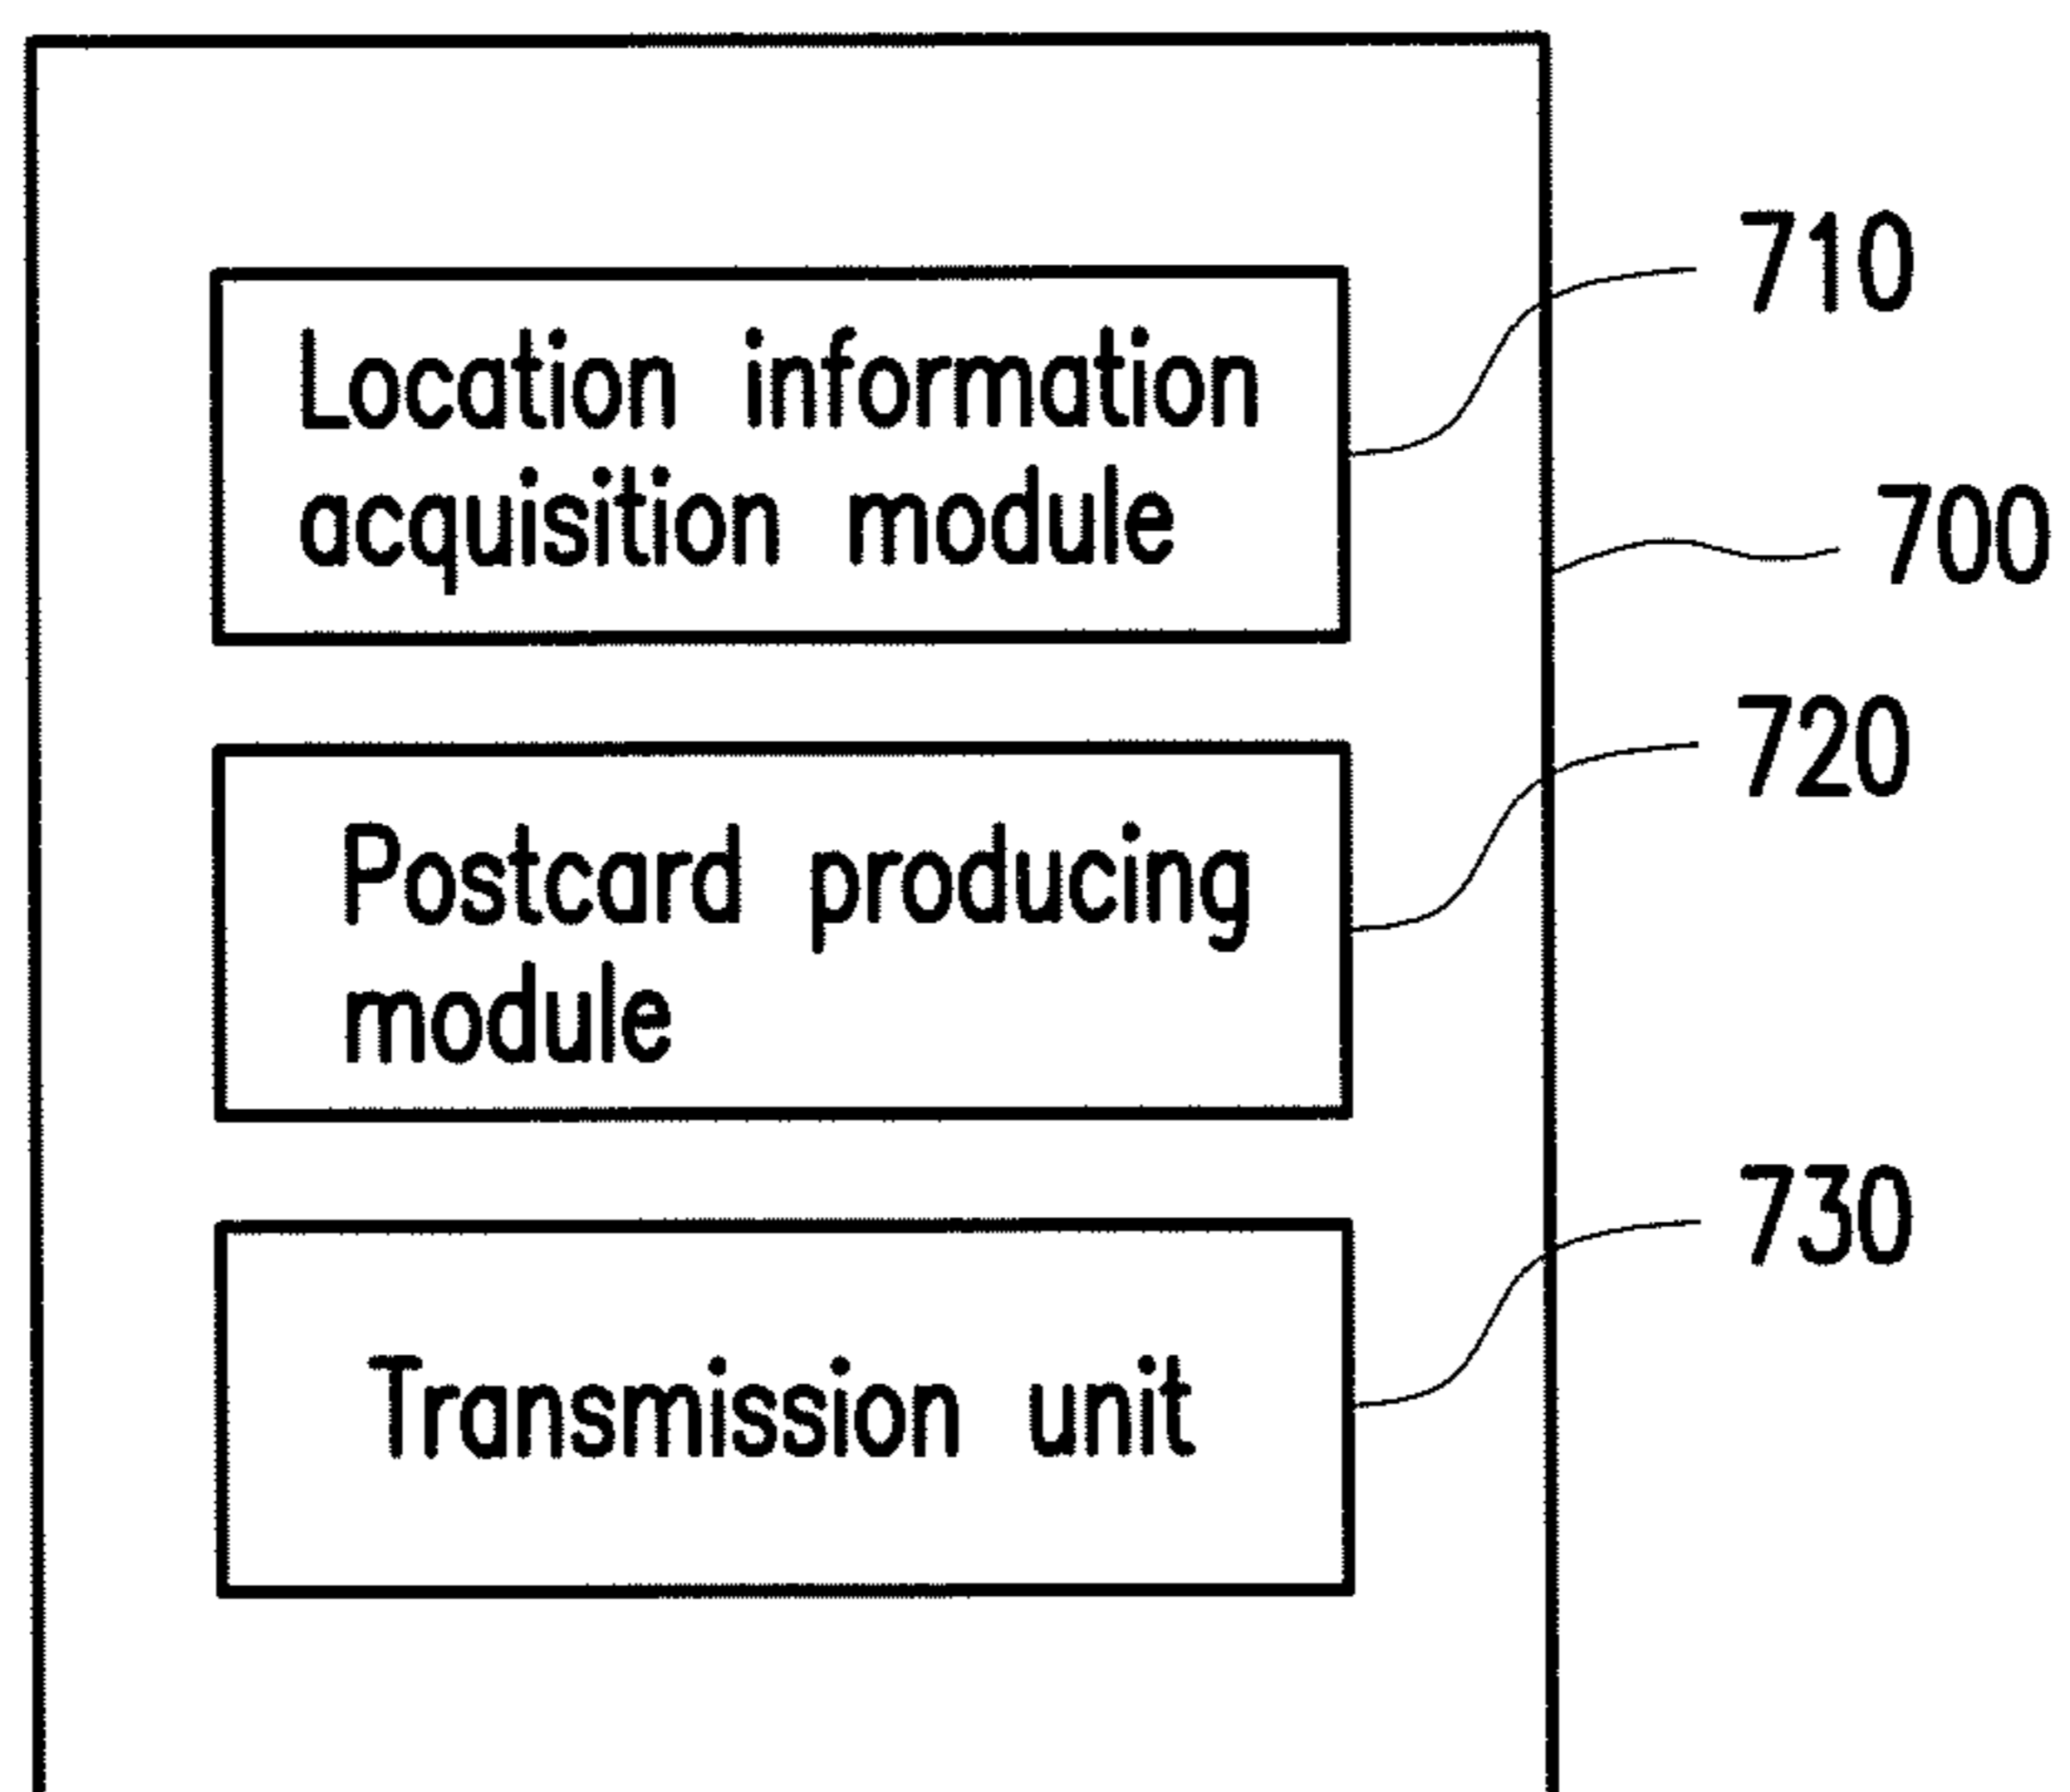 710
Location information
acquisition module
700
720
Postcard producing
module
730
Transmission unit